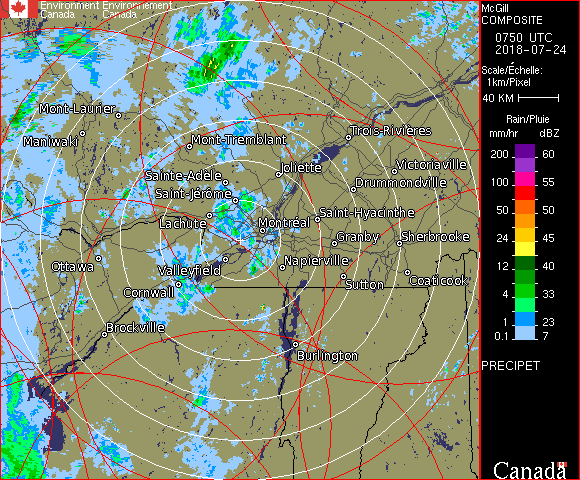 Environment Environnement
Canada Canada
McGill
COMPOSITE
0750 UTC
2018-07-24
Scale/Échelle:
1km/Pixel
40 KM
Rain/Pluie
mm/hr dBZ
200 60
100 55
50 50
24 45
12 40
4 33
1 23
0.1 7
PRECIPET
Canada
Mont-Laurier
Maniwaki
Mont-Tremblant
Trois-Rivières
Joliette
Victoriaville
Sainte-Adèle
Drummondville
Saint-Jérôme
Saint-Hyacinthe
Lachute
Montréal
Granby
Sherbrooke
Ottawa
Valleyfield
Napierville
Cornwall
Sutton
Coaticook
Brockville
Burlington